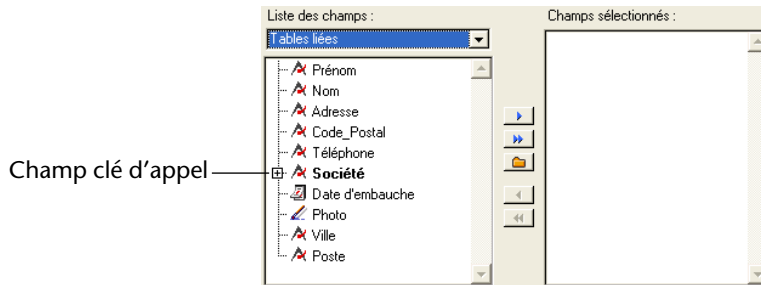 Liste des champs :
Champs sélectionnés :
Tables liées
Prénom
Nom
Adresse
Code_Postal
Téléphone
Champ clé d'appel
Société
Date d'embauche
Photo
Ville
Poste